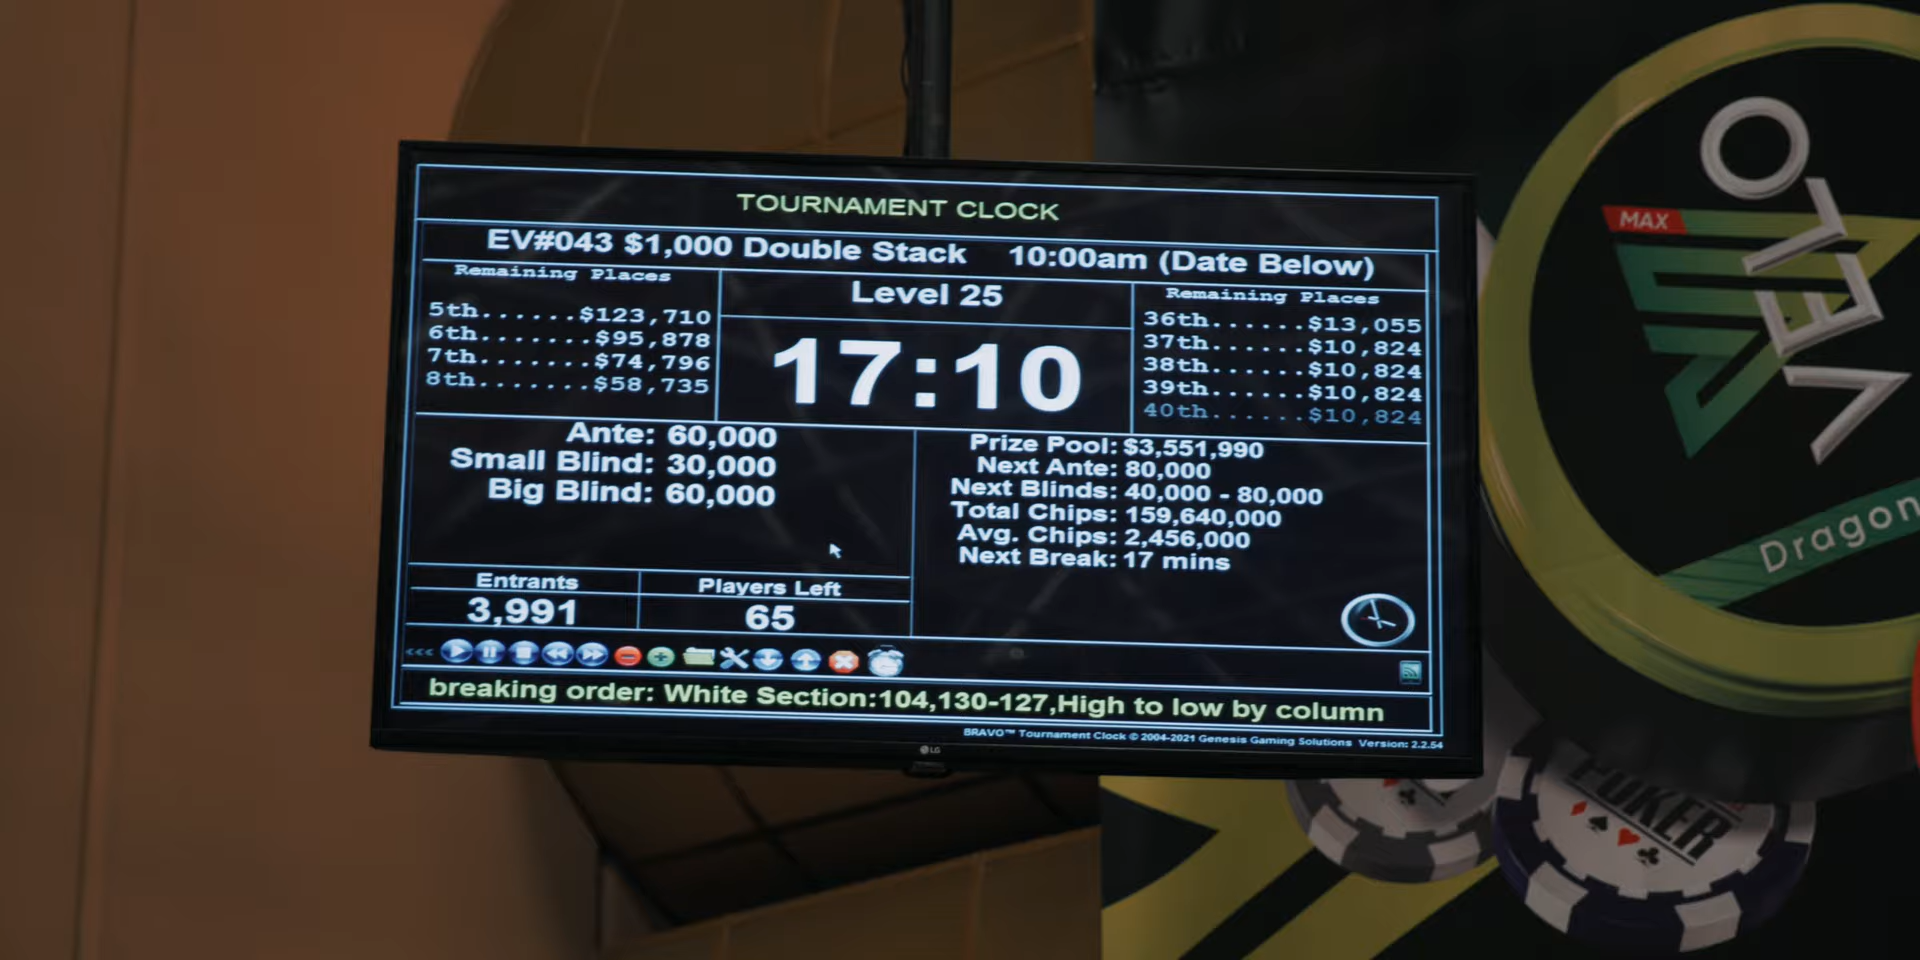 TOURNAMENT CLOCK
EV#043 $1,000 Double Stack 10:00am (Date Below)
Remaining Places
5th......$123,710
6th.......$95,878
7th.......$74,796
8th.......$58,735
Level 25
17:10
Remaining Places
36th......$13,055
37th......$10,824
38th......$10,824
39th......$10,824
40th......$10,824
Ante: 60,000
Small Blind: 30,000
Big Blind: 60,000
Prize Pool: $3,551,990
Next Ante: 80,000
Next Blinds: 40,000 - 80,000
Total Chips: 159,640,000
Avg. Chips: 2,456,000
Next Break: 17 mins
Entrants
3,991
Players Left
65
<<<
breaking order: White Section:104,130-127,High to low by column
BRAVO™ Tournament Clock © 2004-2021 Genesis Gaming Solutions Version: 2.2.54
LG
VELO
MAX
Dragon
POKER